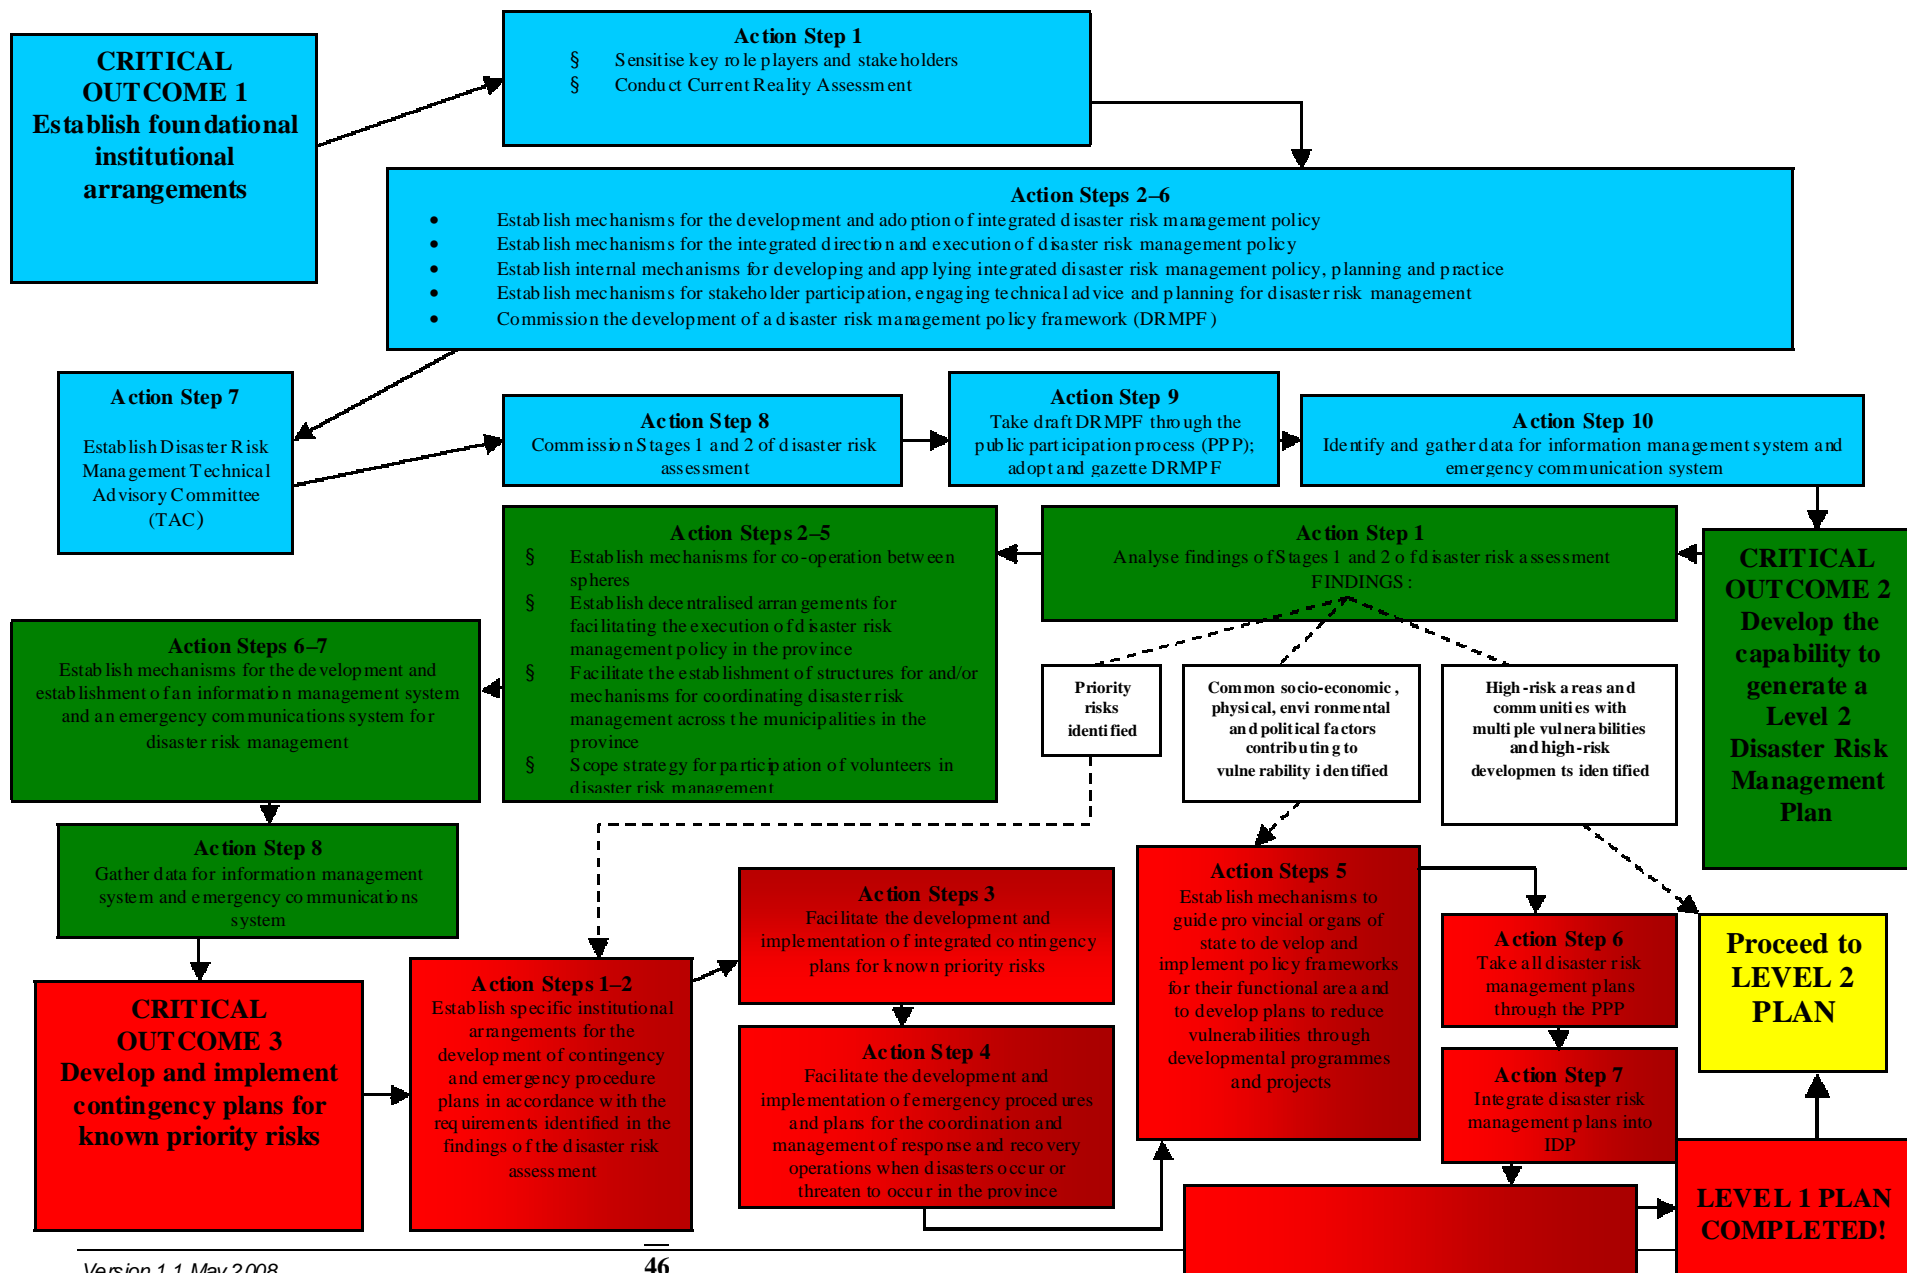 CRITICAL
OUTCOME 1
Establish foundational
institutional
arrangements
Action Step 1
§ Sensitise key role players and stakeholders
§ Conduct Current Reality Assessment
Action Steps 2–6
• Establish mechanisms for the development and adoption of integrated disaster risk management policy
• Establish mechanisms for the integrated direction and execution of disaster risk management policy
• Establish internal mechanisms for developing and applying integrated disaster risk management policy, planning and practice
• Establish mechanisms for stakeholder participation, engaging technical advice and planning for disaster risk management
• Commission the development of a disaster risk management policy framework (DRMPF)
Action Step 7
Establish Disaster Risk
Management Technical
Advisory Committee
(TAC)
Action Step 8
Commission Stages 1 and 2 of disaster risk
assessment
Action Step 9
Take draft DRMPF through the
public participation process (PPP);
adopt and gazette DRMPF
Action Step 10
Identify and gather data for information management system and
emergency communication system
CRITICAL
OUTCOME 2
Develop the
capability to
generate a
Level 2
Disaster Risk
Management
Plan
Action Step 1
Analyse findings of Stages 1 and 2 of disaster risk assessment
FINDINGS:
Action Steps 2–5
§ Establish mechanisms for co-operation between
spheres
§ Establish decentralised arrangements for
facilitating the execution of disaster risk
management policy in the province
§ Facilitate the establishment of structures for and/or
mechanisms for coordinating disaster risk
management across the municipalities in the
province
§ Scope strategy for participation of volunteers in
disaster risk management
Action Steps 6–7
Establish mechanisms for the development and
establishment of an information management system
and an emergency communications system for
disaster risk management
Priority
risks
identified
Common socio-economic,
physical, environmental
and political factors
contributing to
vulnerability identified
High-risk areas and
communities with
multiple vulnerabilities
and high-risk
developments identified
Action Step 8
Gather data for information management
system and emergency communications
system
CRITICAL
OUTCOME 3
Develop and implement
contingency plans for
known priority risks
Action Steps 1–2
Establish specific institutional
arrangements for the
development of contingency
and emergency procedure
plans in accordance with the
requirements identified in the
findings of the disaster risk
assessment
Action Steps 3
Facilitate the development and
implementation of integrated contingency
plans for known priority risks
Action Step 4
Facilitate the development and
implementation of emergency procedures
and plans for the coordination and
management of response and recovery
operations when disasters occur or
threaten to occur in the province
Action Steps 5
Establish mechanisms to
guide provincial organs of
state to develop and
implement policy frameworks
for their functional area and
to develop plans to reduce
vulnerabilities through
developmental programmes
and projects
Action Step 6
Take all disaster risk
management plans
through the PPP
Action Step 7
Integrate disaster risk
management plans into
IDP
Proceed to
LEVEL 2
PLAN
LEVEL 1 PLAN
COMPLETED!
Version 1.1 May 2008
46